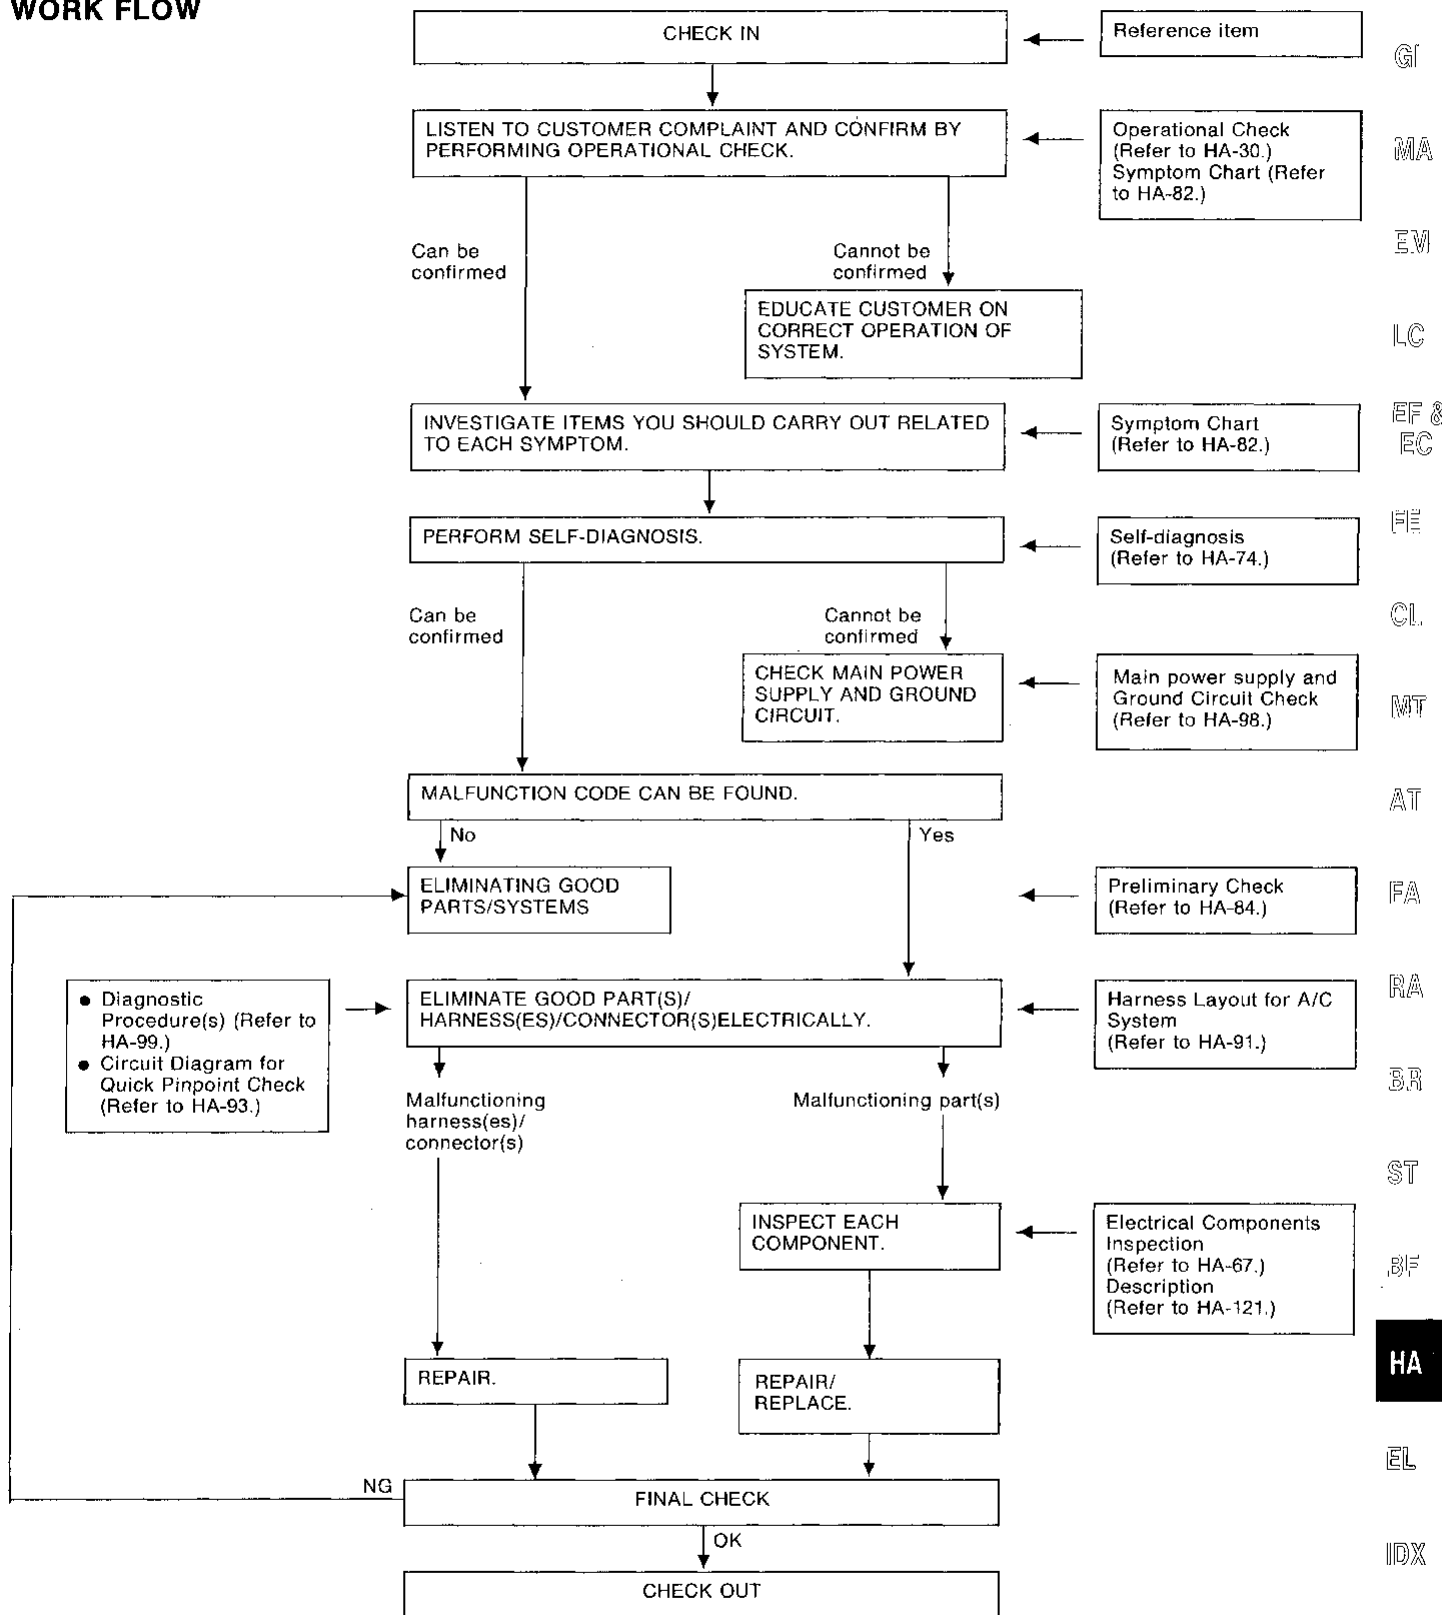 WORK FLOW
CHECK IN
Reference item
LISTEN TO CUSTOMER COMPLAINT AND CONFIRM BY
PERFORMING OPERATIONAL CHECK.
Operational Check
(Refer to HA-30.)
Symptom Chart (Refer
to HA-82.)
Can be
confirmed
Cannot be
confirmed
EDUCATE CUSTOMER ON
CORRECT OPERATION OF
SYSTEM.
INVESTIGATE ITEMS YOU SHOULD CARRY OUT RELATED
TO EACH SYMPTOM.
Symptom Chart
(Refer to HA-82.)
PERFORM SELF-DIAGNOSIS.
Self-diagnosis
(Refer to HA-74.)
Can be
confirmed
Cannot be
confirmed
CHECK MAIN POWER
SUPPLY AND GROUND
CIRCUIT.
Main power supply and
Ground Circuit Check
(Refer to HA-98.)
MALFUNCTION CODE CAN BE FOUND.
No
Yes
ELIMINATING GOOD
PARTS/SYSTEMS
Preliminary Check
(Refer to HA-84.)
● Diagnostic
Procedure(s) (Refer to
HA-99.)
● Circuit Diagram for
Quick Pinpoint Check
(Refer to HA-93.)
ELIMINATE GOOD PART(S)/
HARNESS(ES)/CONNECTOR(S)ELECTRICALLY.
Harness Layout for A/C
System
(Refer to HA-91.)
Malfunctioning
harness(es)/
connector(s)
Malfunctioning part(s)
INSPECT EACH
COMPONENT.
Electrical Components
Inspection
(Refer to HA-67.)
Description
(Refer to HA-121.)
REPAIR.
REPAIR/
REPLACE.
NG
FINAL CHECK
OK
CHECK OUT
GI
MA
EM
LC
EF &
EC
FE
CL
MT
AT
FA
RA
BR
ST
BF
HA
EL
IDX